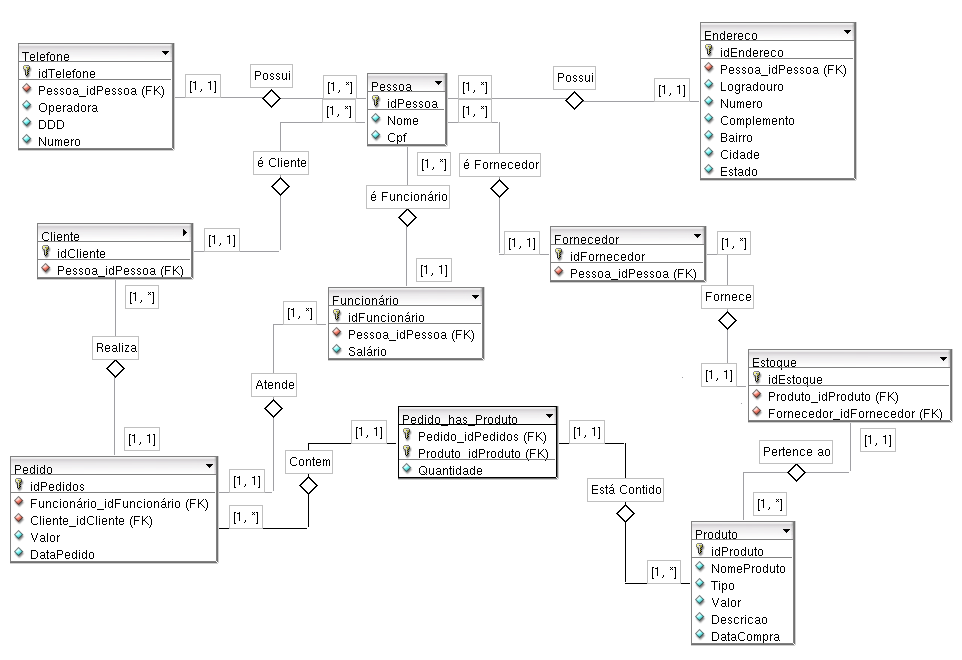 Telefone
idTelefone
Pessoa_idPessoa (FK)
Operadora
DDD
Numero
[1, 1]
Possui
[1, *]
[1, *]
Pessoa
idPessoa
Nome
Cpf
[1, *]
[1, *]
Possui
[1, 1]
Endereco
idEndereco
Pessoa_idPessoa (FK)
Logradouro
Numero
Complemento
Bairro
Cidade
Estado
é Cliente
[1, *]
é Funcionário
é Fornecedor
Cliente
idCliente
Pessoa_idPessoa (FK)
[1, 1]
[1, 1]
[1, 1]
Fornecedor
idFornecedor
Pessoa_idPessoa (FK)
[1, *]
Fornece
[1, *]
Realiza
[1, 1]
[1, *]
Funcionário
idFuncionário
Pessoa_idPessoa (FK)
Salário
Atende
[1, 1]
Estoque
idEstoque
Produto_idProduto (FK)
Fornecedor_idFornecedor (FK)
[1, 1]
Pertence ao
[1, *]
Pedido
idPedidos
Funcionário_idFuncionário (FK)
Cliente_idCliente (FK)
Valor
DataPedido
[1, 1]
[1, *]
Contem
[1, 1]
Pedido_has_Produto
Pedido_idPedidos (FK)
Produto_idProduto (FK)
Quantidade
[1, 1]
Está Contido
[1, *]
Produto
idProduto
NomeProduto
Tipo
Valor
Descricao
DataCompra